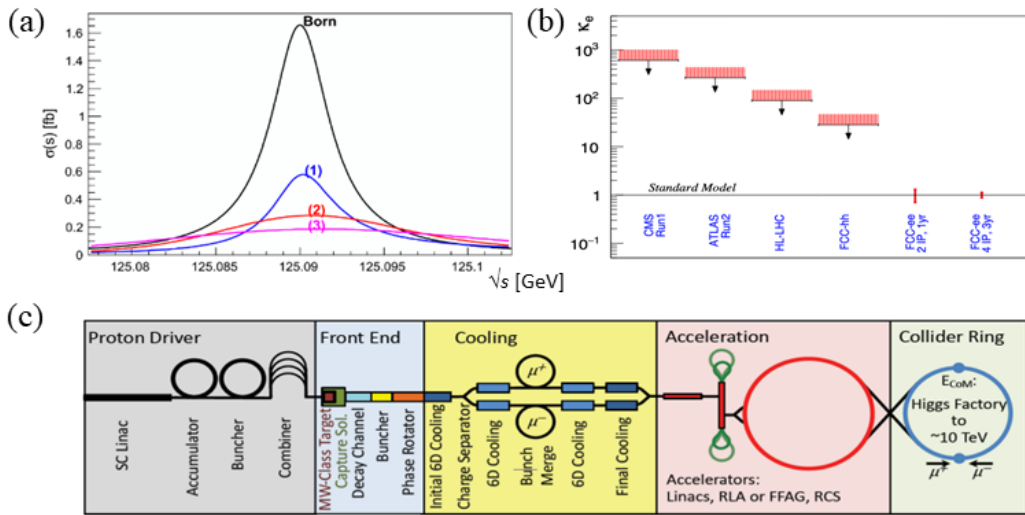 (a)
Born
1.6
1.4
1.2
1
0.8
0.6
0.4
0.2
0
σ(s) [fb]
(1)
(2)
(3)
125.08
125.085
125.09
125.095
125.1
√s [GeV]
(b)
κe
10³
10²
10
1
10⁻¹
Standard Model
CMS
Run1
ATLAS
Run2
HL-LHC
FCC-hh
FCC-ee
2 IP, 1yr
FCC-ee
4 IP, 3yr
(c)
Proton Driver
SC Linac
Accumulator
Buncher
Combiner
Front End
MW-Class Target
Capture Sol.
Decay Channel
Buncher
Phase Rotator
Cooling
μ⁺
μ⁻
Initial 6D Cooling
Charge Separator
6D Cooling
Bunch
Merge
6D Cooling
Final Cooling
Acceleration
Accelerators:
Linacs, RLA or FFAG, RCS
Collider Ring
ECoM:
Higgs Factory
to
~10 TeV
μ⁺
μ⁻